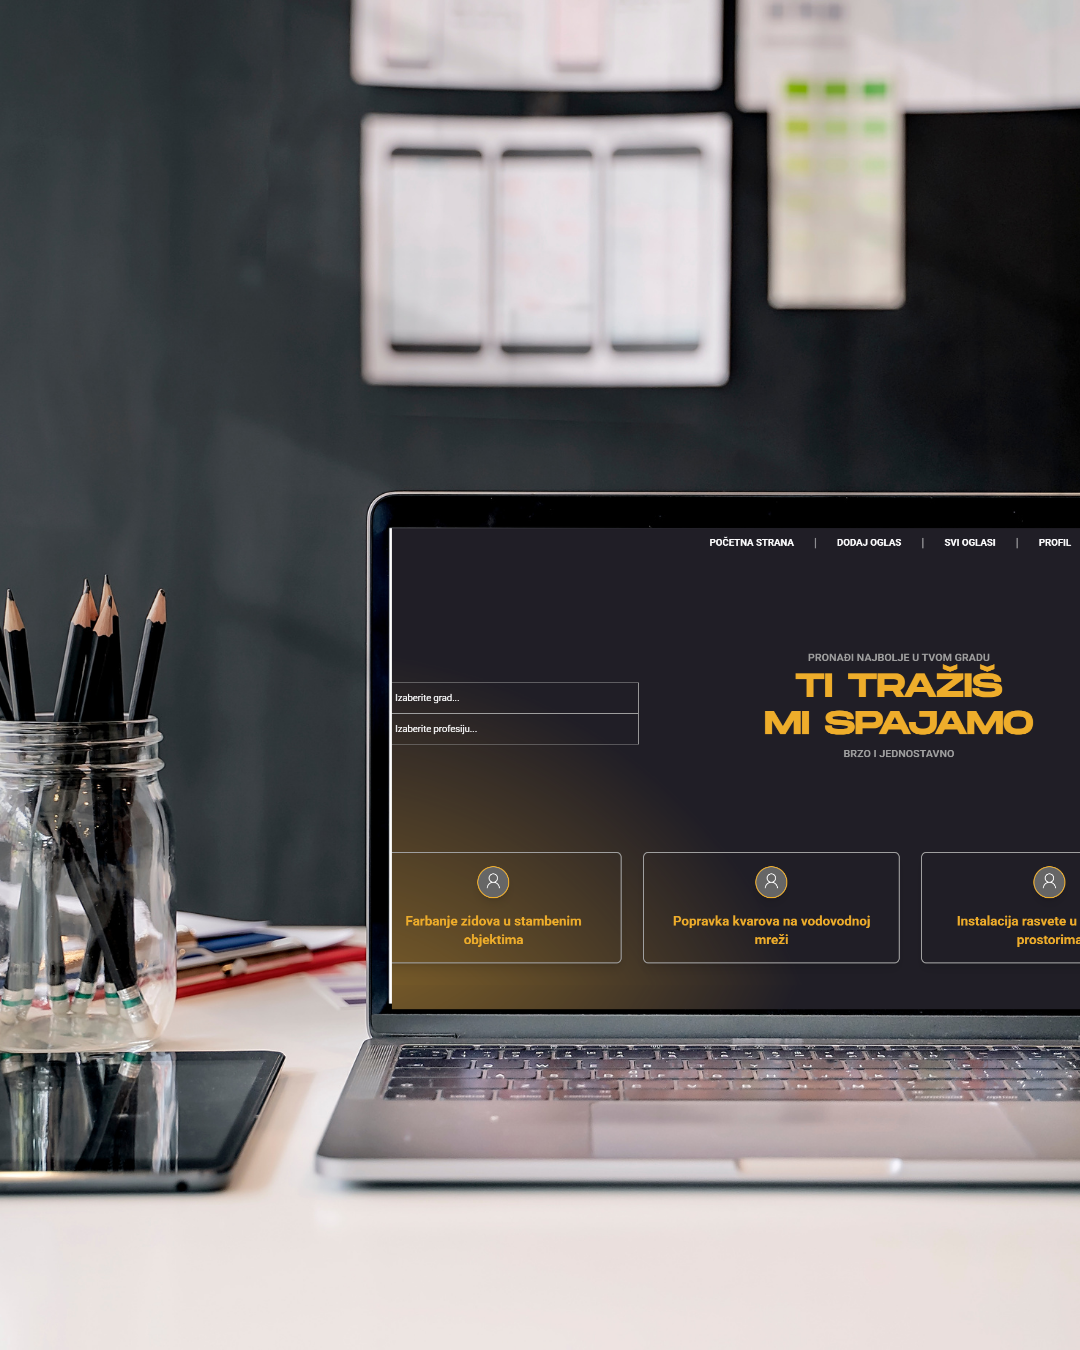 POČETNA STRANA | DODAJ OGLAS | SVI OGLASI | PROFIL
PRONAĐI NAJBOLJE U TVOM GRADU
TI TRAŽIŠ
MI SPAJAMO
BRZO I JEDNOSTAVNO
Izaberite grad...
Izaberite profesiju...
Farbanje zidova u stambenim
objektima
Popravka kvarova na vodovodnoj
mreži
Instalacija rasvete u
prostorima